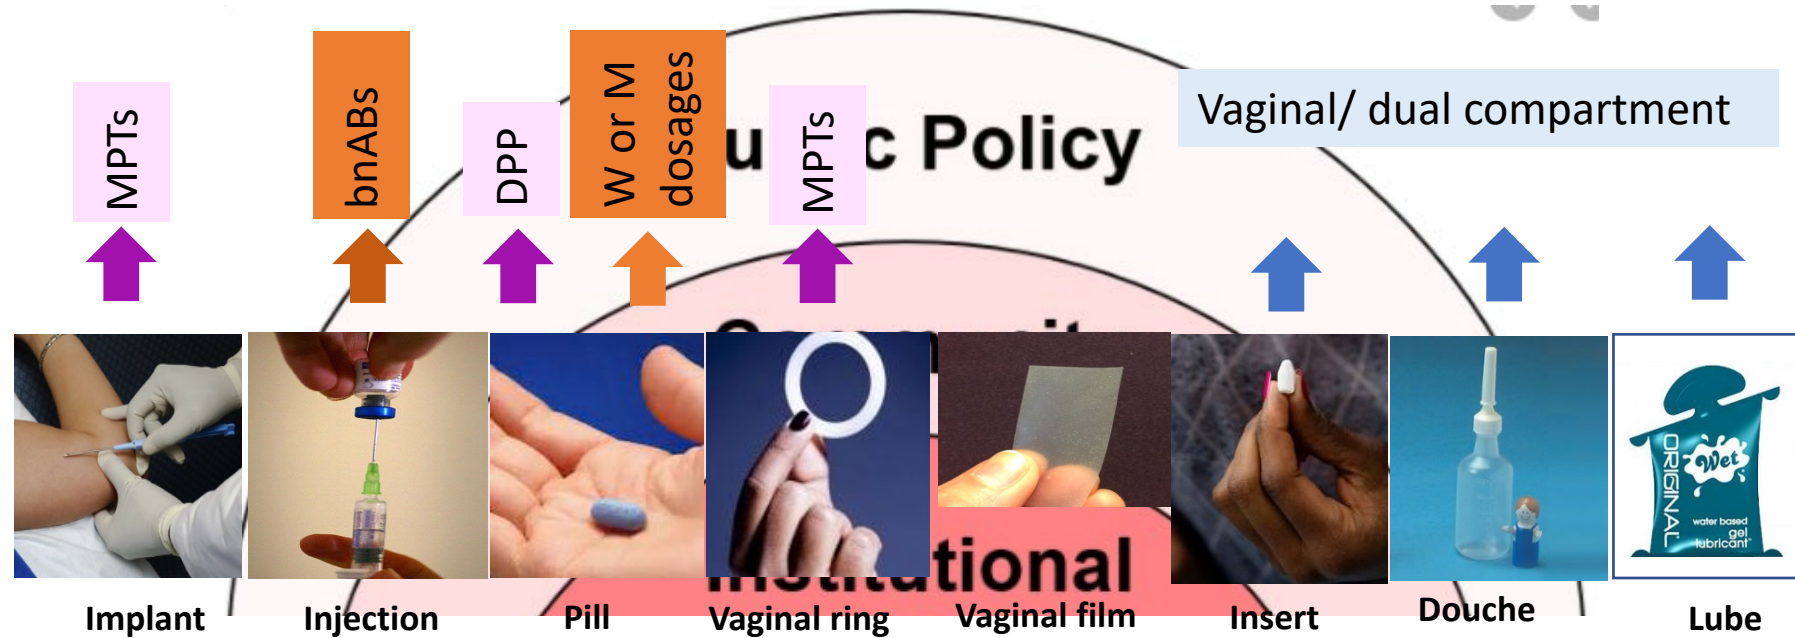 MPTs
bnABs
DPP
W or M
dosages
MPTs
Vaginal/ dual compartment
c Policy
Institutional
ORIGINAL
Wet
water based
gel
lubricant
Implant
Injection
Pill
Vaginal ring
Vaginal film
Insert
Douche
Lube